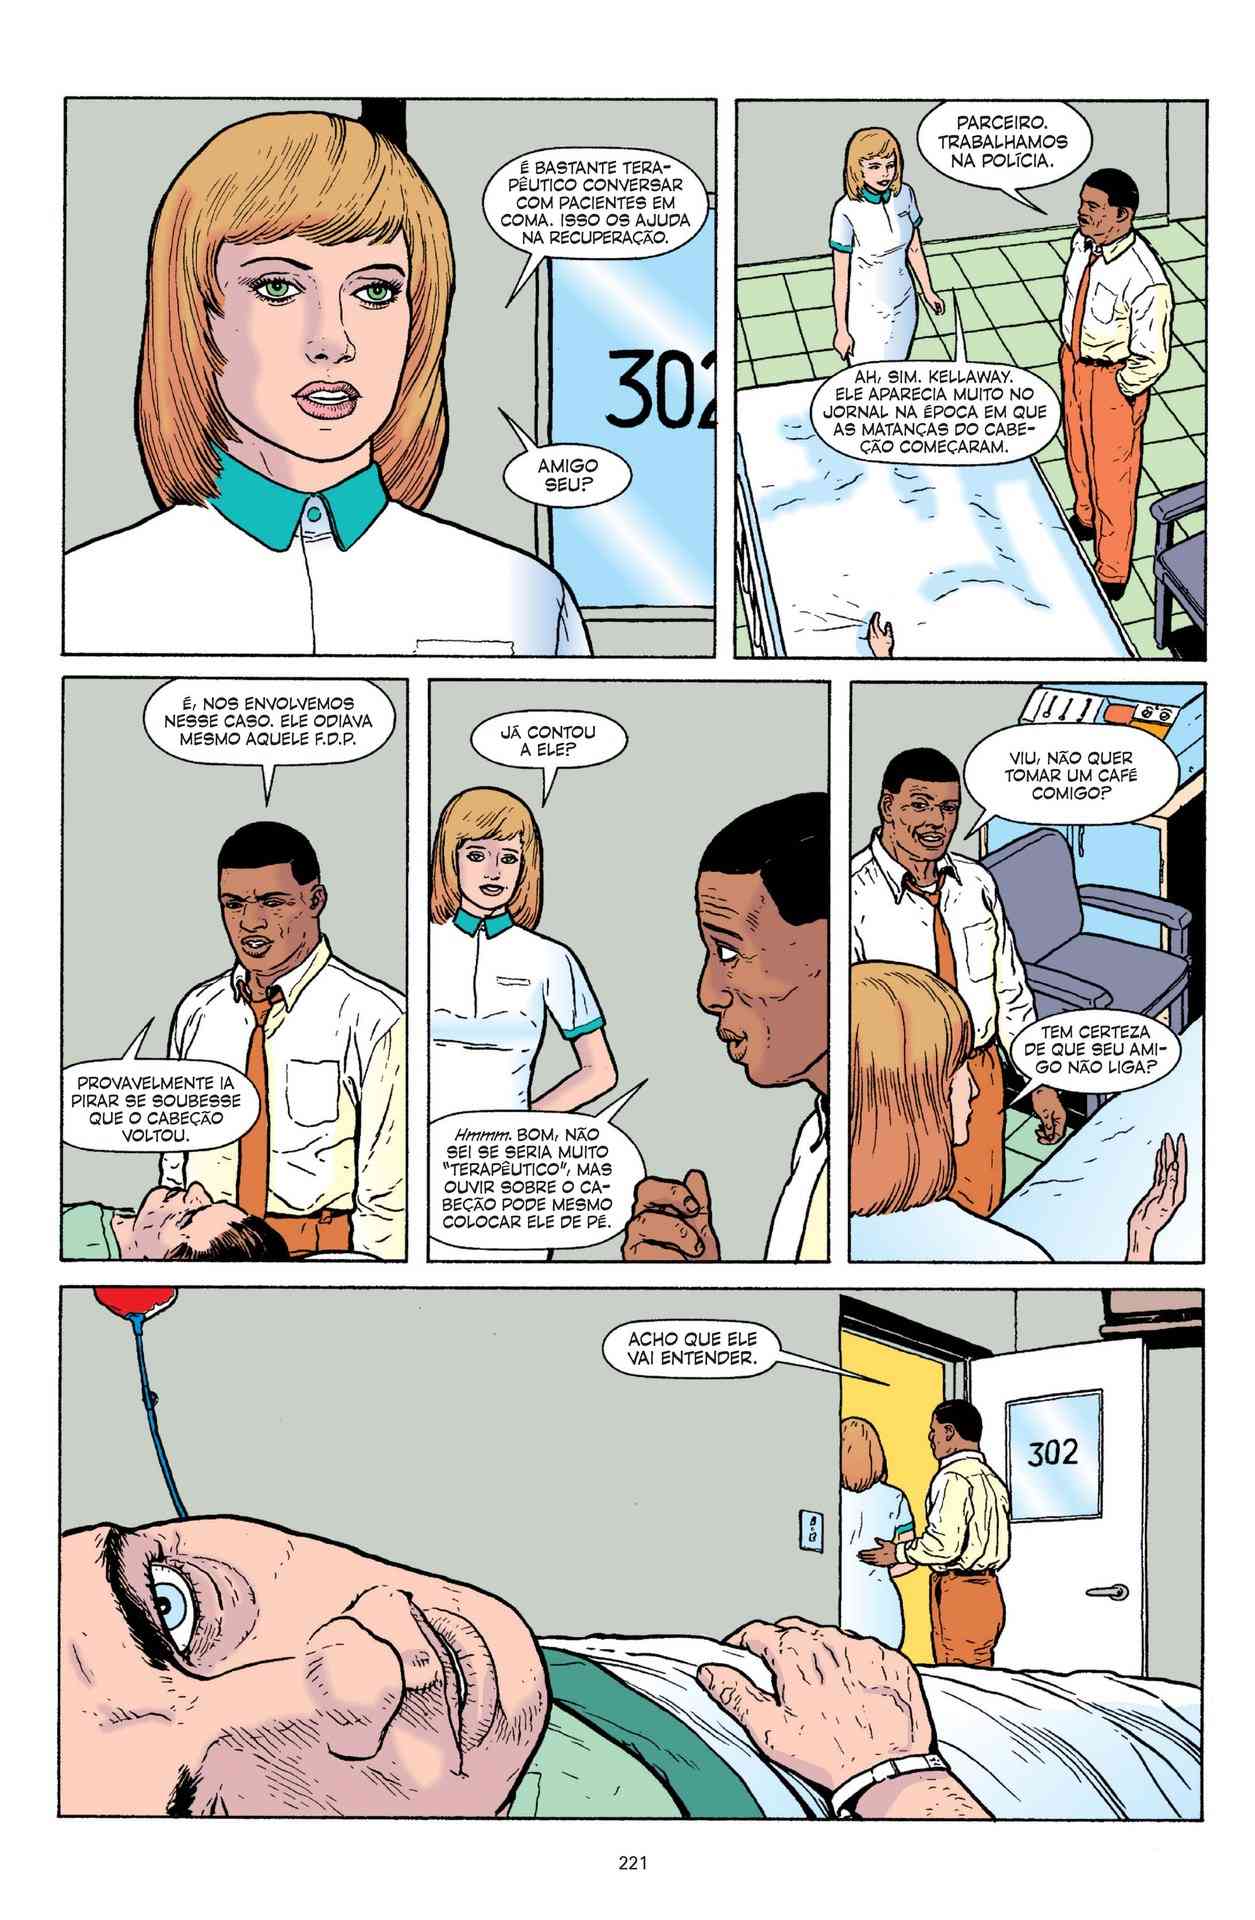 É BASTANTE TERA-
PÊUTICO CONVERSAR
COM PACIENTES EM
COMA. ISSO OS AJUDA
NA RECUPERAÇÃO.
302
AMIGO
SEU?
PARCEIRO.
TRABALHAMOS
NA POLÍCIA.
AH, SIM. KELLAWAY.
ELE APARECIA MUITO NO
JORNAL NA ÉPOCA EM QUE
AS MATANÇAS DO CABE-
ÇÃO COMEÇARAM.
É, NOS ENVOLVEMOS
NESSE CASO. ELE ODIAVA
MESMO AQUELE F.D.P.
PROVAVELMENTE IA
PIRAR SE SOUBESSE
QUE O CABEÇÃO
VOLTOU.
JÁ CONTOU
A ELE?
Hmmm. BOM, NÃO
SEI SE SERIA MUITO
"TERAPÊUTICO", MAS
OUVIR SOBRE O CA-
BEÇÃO PODE MESMO
COLOCAR ELE DE PÉ.
VIU, NÃO QUER
TOMAR UM CAFÉ
COMIGO?
TEM CERTEZA
DE QUE SEU AMI-
GO NÃO LIGA?
ACHO QUE ELE
VAI ENTENDER.
302
221